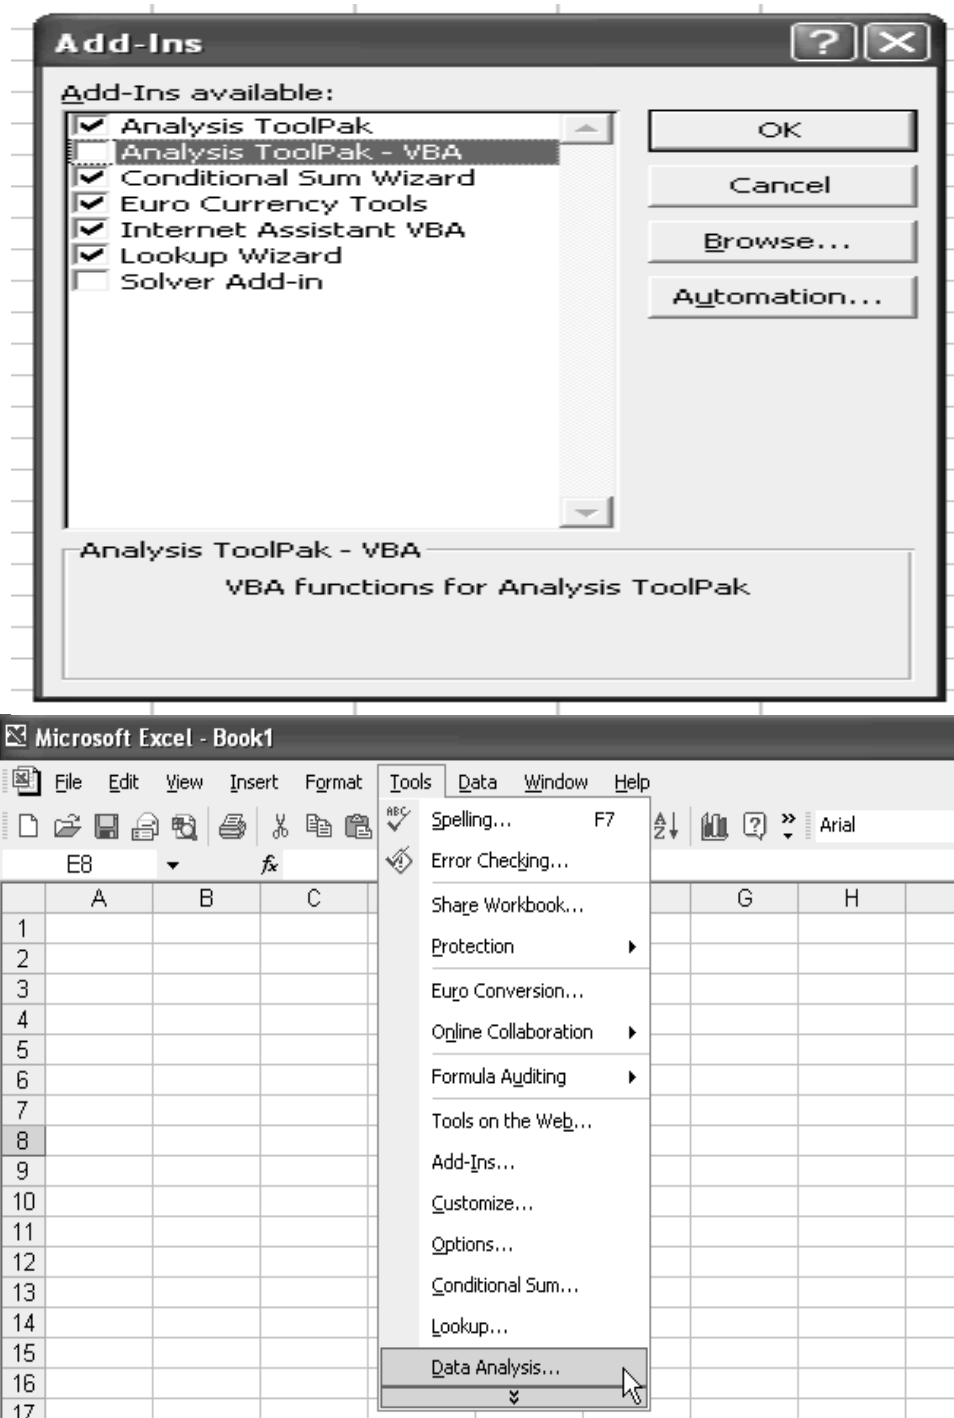 Add-Ins
Add-Ins available:
Analysis ToolPak
Analysis ToolPak - VBA
Conditional Sum Wizard
Euro Currency Tools
Internet Assistant VBA
Lookup Wizard
Solver Add-in
OK
Cancel
Browse...
Automation...
Analysis ToolPak - VBA
VBA functions for Analysis ToolPak
Microsoft Excel - Book1
File Edit View Insert Format Tools Data Window Help
Arial
E8 fx
A B C G H
1
2
3
4
5
6
7
8
9
10
11
12
13
14
15
16
17
ABC Spelling... F7
Error Checking...
Share Workbook...
Protection
Euro Conversion...
Online Collaboration
Formula Auditing
Tools on the Web...
Add-Ins...
Customize...
Options...
Conditional Sum...
Lookup...
Data Analysis...